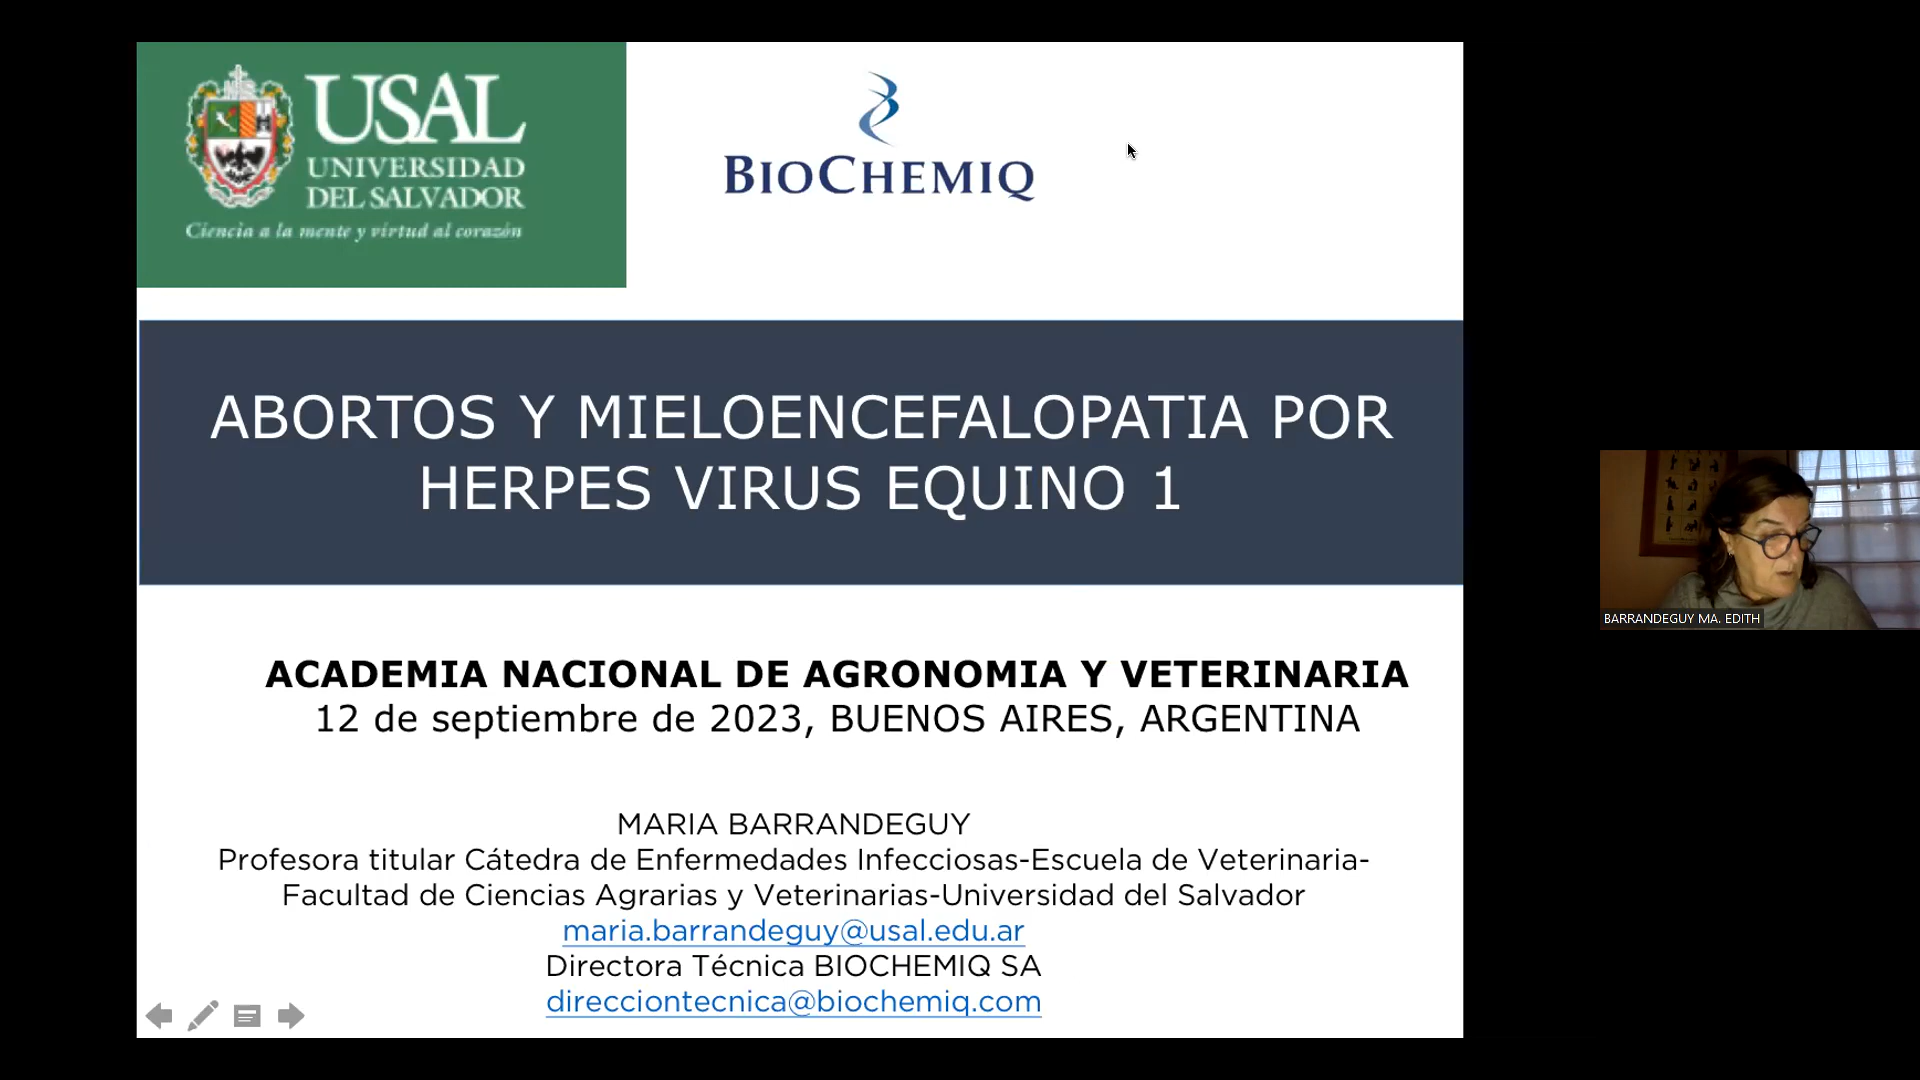 USAL
UNIVERSIDAD
DEL SALVADOR
Ciencia a la mente y virtud al corazón
BIOCHEMIQ
ABORTOS Y MIELOENCEFALOPATIA POR
HERPES VIRUS EQUINO 1
ACADEMIA NACIONAL DE AGRONOMIA Y VETERINARIA
12 de septiembre de 2023, BUENOS AIRES, ARGENTINA
MARIA BARRANDEGUY
Profesora titular Cátedra de Enfermedades Infecciosas-Escuela de Veterinaria-
Facultad de Ciencias Agrarias y Veterinarias-Universidad del Salvador
maria.barrandeguy@usal.edu.ar
Directora Técnica BIOCHEMIQ SA
direcciontecnica@biochemiq.com
BARRANDEGUY MA. EDITH